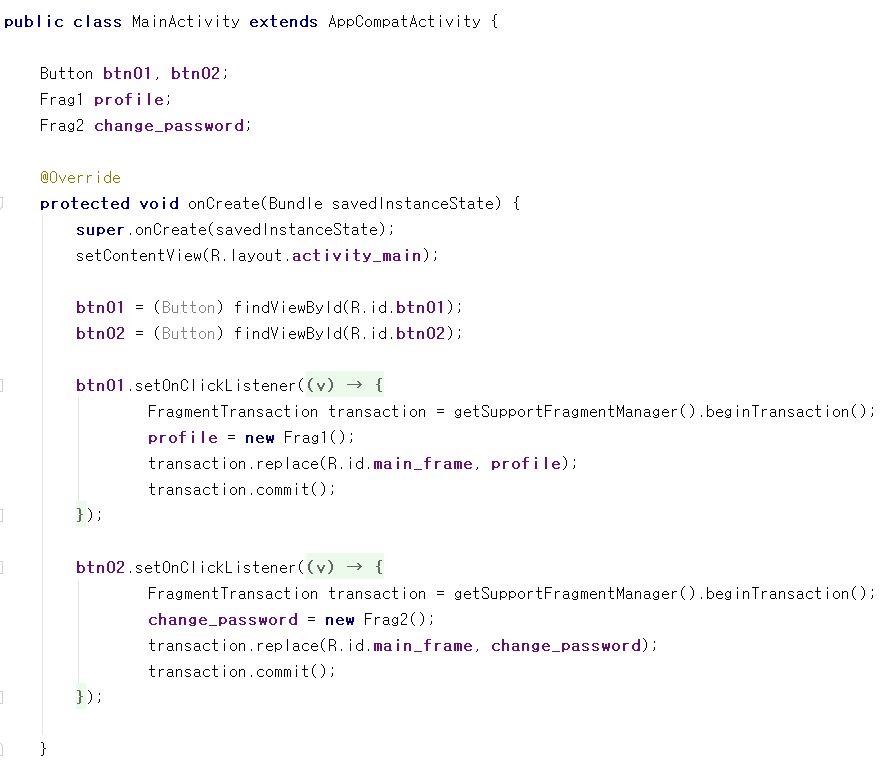 public class MainActivity extends AppCompatActivity {
Button btn01, btn02;
Frag1 profile;
Frag2 change_password;
@Override
protected void onCreate(Bundle savedInstanceState) {
super.onCreate(savedInstanceState);
setContentView(R.layout.activity_main);
btn01 = (Button) findViewById(R.id.btn01);
btn02 = (Button) findViewById(R.id.btn02);
btn01.setOnClickListener((v) → {
FragmentTransaction transaction = getSupportFragmentManager().beginTransaction();
profile = new Frag1();
transaction.replace(R.id.main_frame, profile);
transaction.commit();
});
btn02.setOnClickListener((v) → {
FragmentTransaction transaction = getSupportFragmentManager().beginTransaction();
change_password = new Frag2();
transaction.replace(R.id.main_frame, change_password);
transaction.commit();
});
}